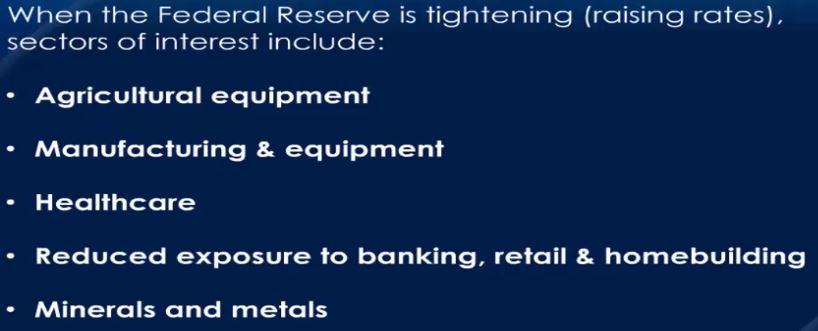 When the Federal Reserve is tightening (raising rates),
sectors of interest include:
• Agricultural equipment
• Manufacturing & equipment
• Healthcare
• Reduced exposure to banking, retail & homebuilding
• Minerals and metals